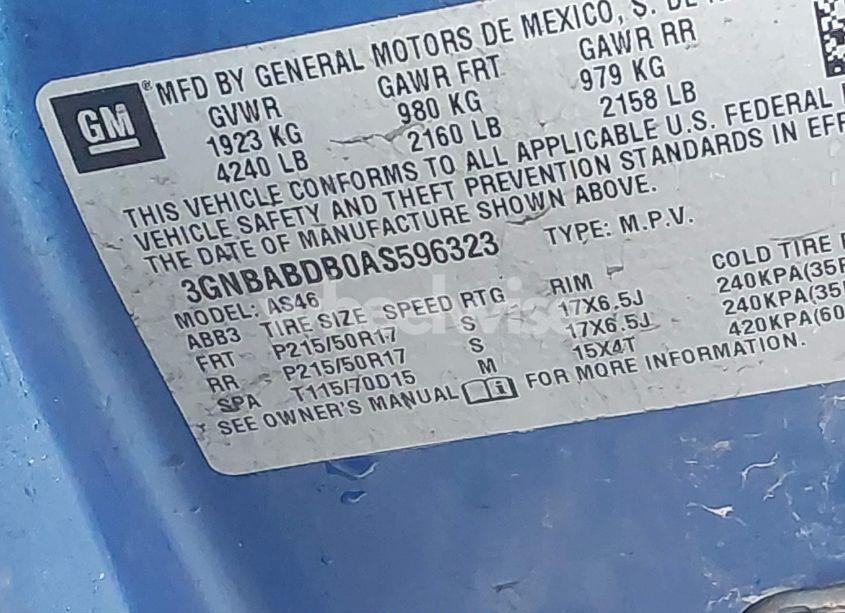 GM ® MFD BY GENERAL MOTORS DE MEXICO, S. DE
GVWR GAWR FRT GAWR RR
1923 KG 980 KG 979 KG
4240 LB 2160 LB 2158 LB
THIS VEHICLE CONFORMS TO ALL APPLICABLE U.S. FEDERAL
VEHICLE SAFETY AND THEFT PREVENTION STANDARDS IN EFF
THE DATE OF MANUFACTURE SHOWN ABOVE.
3GNBABDB0AS596323 TYPE: M.P.V.
MODEL: AS46
ABB3 TIRE SIZE SPEED RTG RIM COLD TIRE
FRT P215/50R17 S 17X6.5J 240KPA(35
RR P215/50R17 S 17X6.5J 240KPA(35
SPA T115/70D15 M 15X4T 420KPA(60
SEE OWNER'S MANUAL FOR MORE INFORMATION.